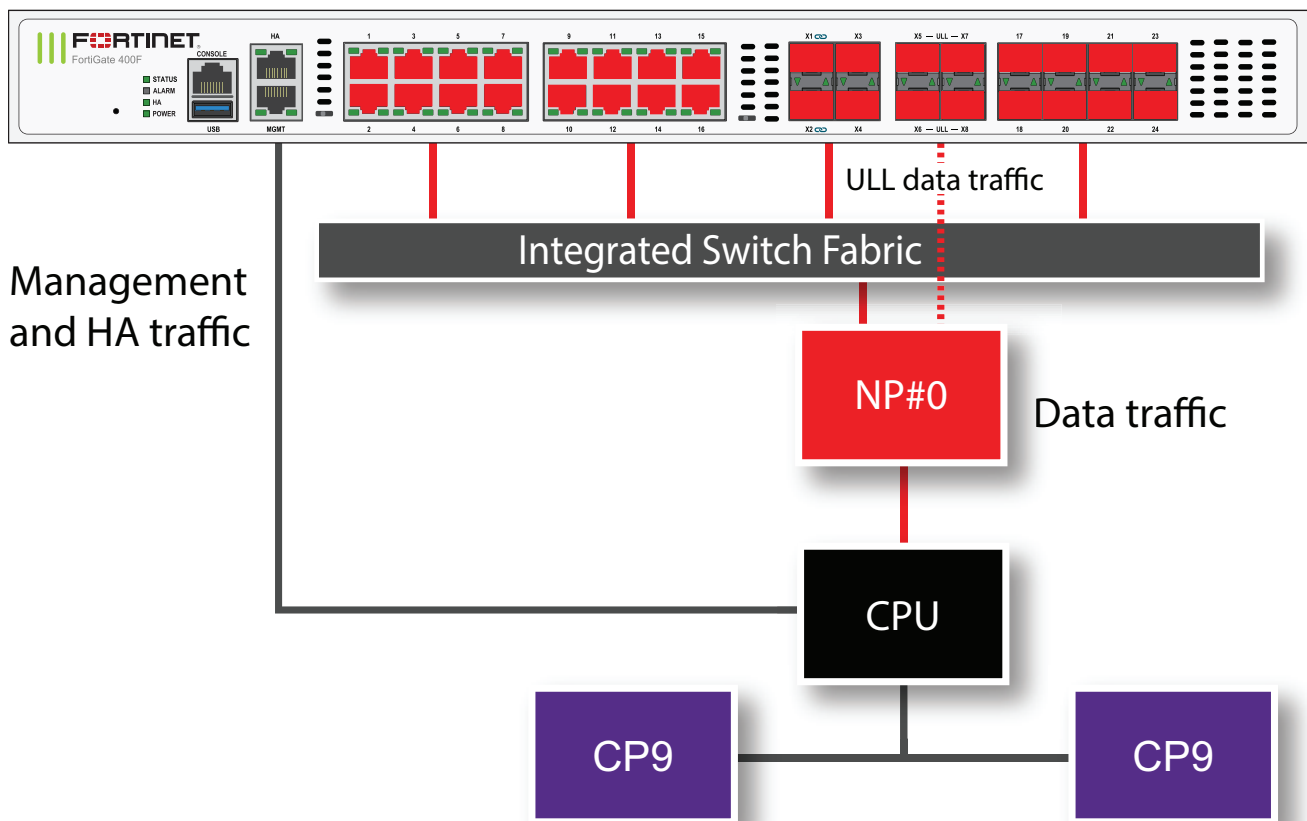 FORTINET
FortiGate 400F
CONSOLE
STATUS
ALARM
HA
POWER
USB
HA
MGMT
1 3 5 7
2 4 6 8
9 11 13 15
10 12 14 16
X1 X3
X2 X4
X5 — ULL — X7
X6 — ULL — X8
17 19 21 23
18 20 22 24
ULL data traffic
Integrated Switch Fabric
Management
and HA traffic
NP#0
Data traffic
CPU
CP9
CP9